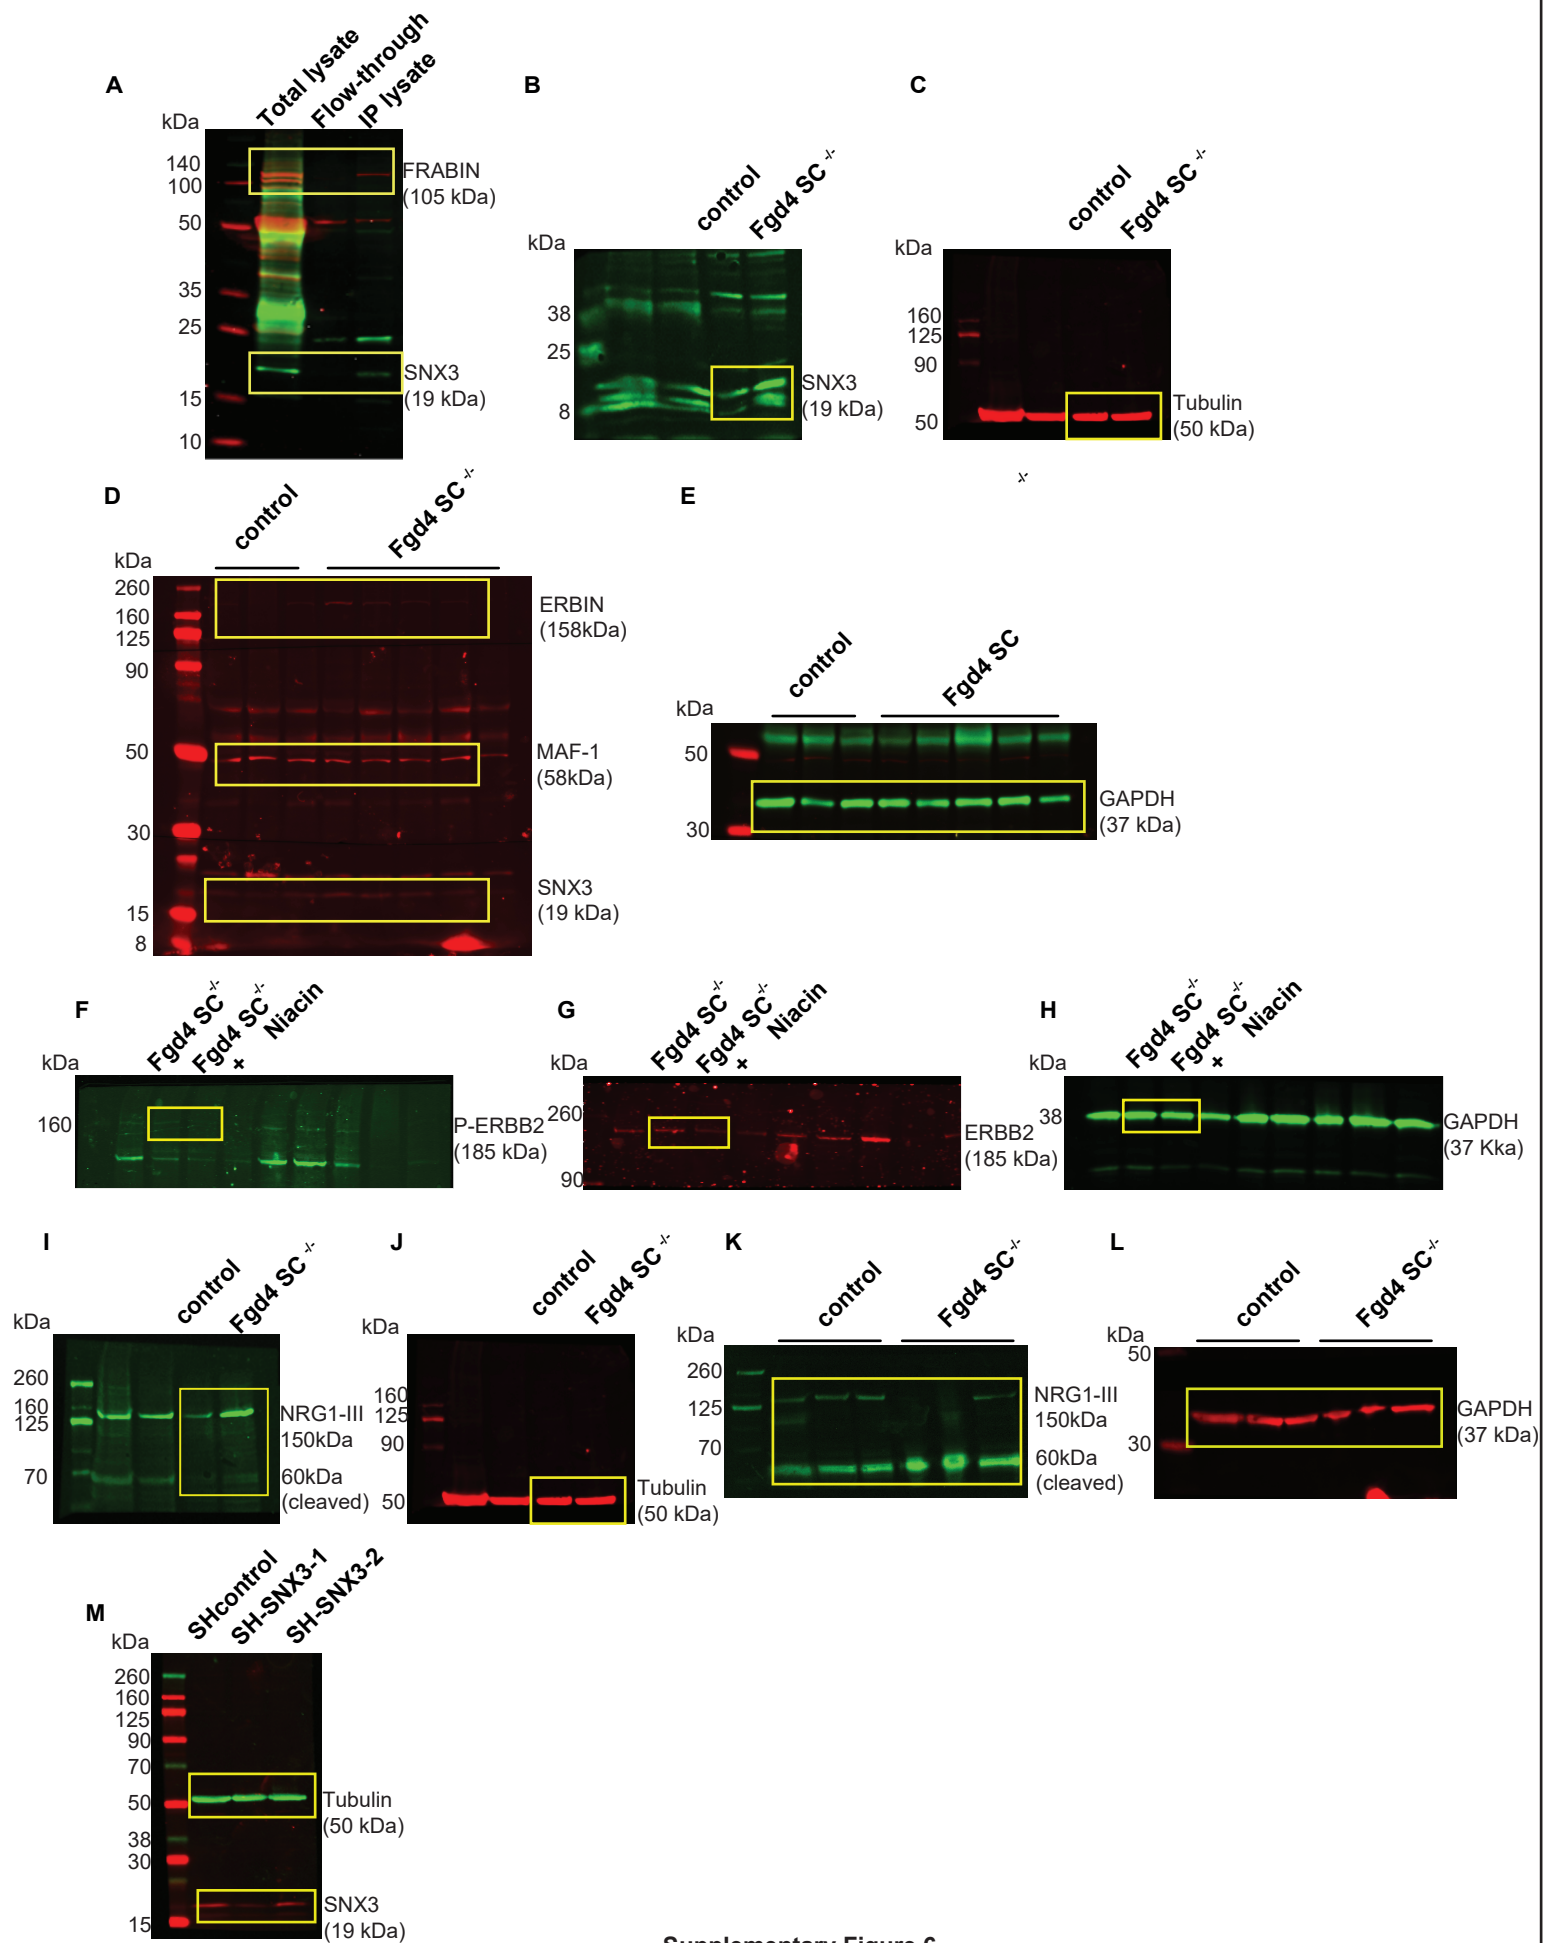 A
Total lysate
Flow-through
IP lysate
kDa
140
100
50
35
25
15
10
FRABIN
(105 kDa)
SNX3
(19 kDa)
B
control
Fgd4 SC -/-
kDa
38
25
8
SNX3
(19 kDa)
C
control
Fgd4 SC -/-
kDa
160
125
90
50
Tubulin
(50 kDa)
D
control
Fgd4 SC -/-
kDa
260
160
125
90
50
30
15
8
ERBIN
(158kDa)
MAF-1
(58kDa)
SNX3
(19 kDa)
E
-/-
control
Fgd4 SC
kDa
50
30
GAPDH
(37 kDa)
F
Fgd4 SC -/-
Fgd4 SC -/-
+ Niacin
kDa
160
P-ERBB2
(185 kDa)
G
Fgd4 SC -/-
Fgd4 SC -/-
+ Niacin
kDa
260
90
ERBB2
(185 kDa)
H
Fgd4 SC -/-
Fgd4 SC -/-
+ Niacin
kDa
38
GAPDH
(37 Kka)
I
control
Fgd4 SC -/-
kDa
260
160
125
70
NRG1-III
150kDa
60kDa
(cleaved)
J
control
Fgd4 SC -/-
kDa
160
125
90
50
Tubulin
(50 kDa)
K
control
Fgd4 SC -/-
kDa
260
125
70
NRG1-III
150kDa
60kDa
(cleaved)
L
control
Fgd4 SC -/-
kDa
50
30
GAPDH
(37 kDa)
M
SHcontrol
SH-SNX3-1
SH-SNX3-2
kDa
260
160
125
90
70
50
38
30
15
Tubulin
(50 kDa)
SNX3
(19 kDa)
Supplementary Figure 6